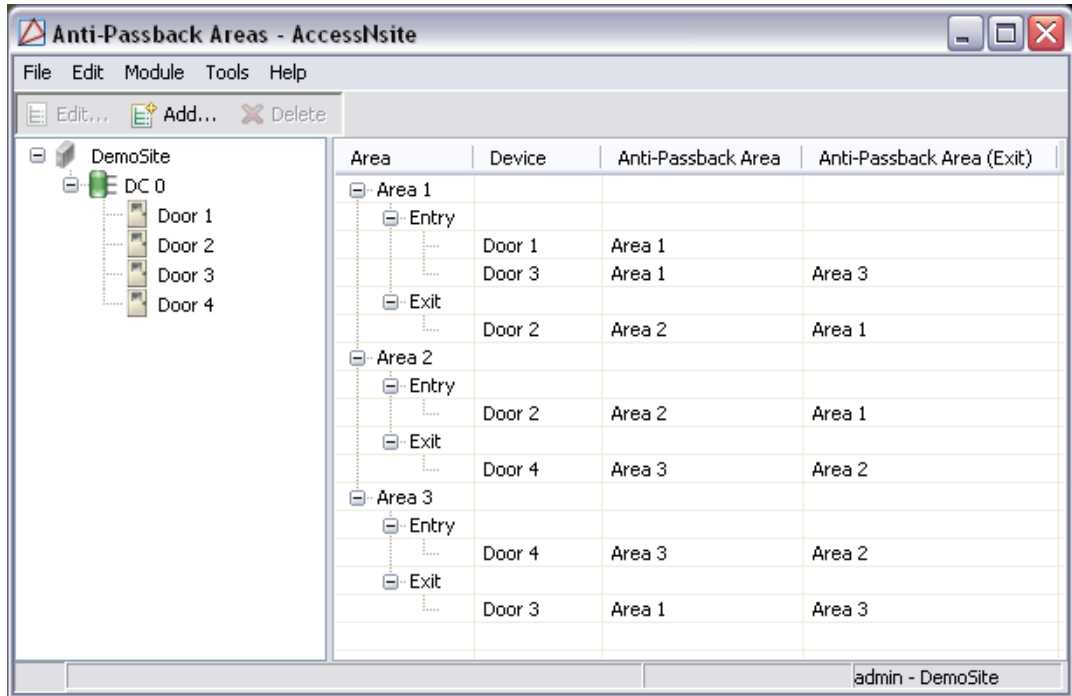 Anti-Passback Areas - AccessNsite
File Edit Module Tools Help
Edit... Add... Delete
DemoSite
DC 0
Door 1
Door 2
Door 3
Door 4
Area Device Anti-Passback Area Anti-Passback Area (Exit)
Area 1
Entry
Door 1 Area 1
Door 3 Area 1 Area 3
Exit
Door 2 Area 2 Area 1
Area 2
Entry
Door 2 Area 2 Area 1
Exit
Door 4 Area 3 Area 2
Area 3
Entry
Door 4 Area 3 Area 2
Exit
Door 3 Area 1 Area 3
admin - DemoSite